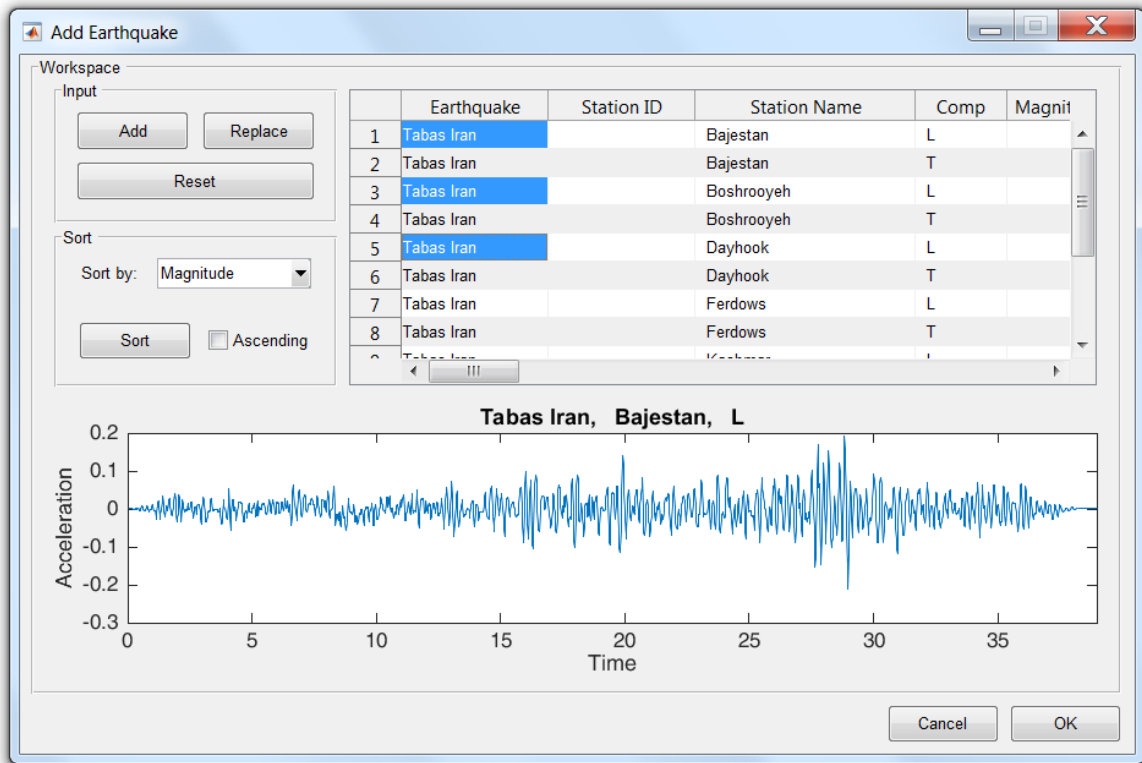 Add Earthquake
Workspace
Input
Add Replace
Reset
Sort
Sort by: Magnitude
Sort Ascending
Earthquake Station ID Station Name Comp Magnit
1 Tabas Iran Bajestan L
2 Tabas Iran Bajestan T
3 Tabas Iran Boshrooyeh L
4 Tabas Iran Boshrooyeh T
5 Tabas Iran Dayhook L
6 Tabas Iran Dayhook T
7 Tabas Iran Ferdows L
8 Tabas Iran Ferdows T
Tabas Iran, Bajestan, L
Acceleration
0.2
0.1
0
-0.1
-0.2
-0.3
0 5 10 15 20 25 30 35
Time
Cancel OK